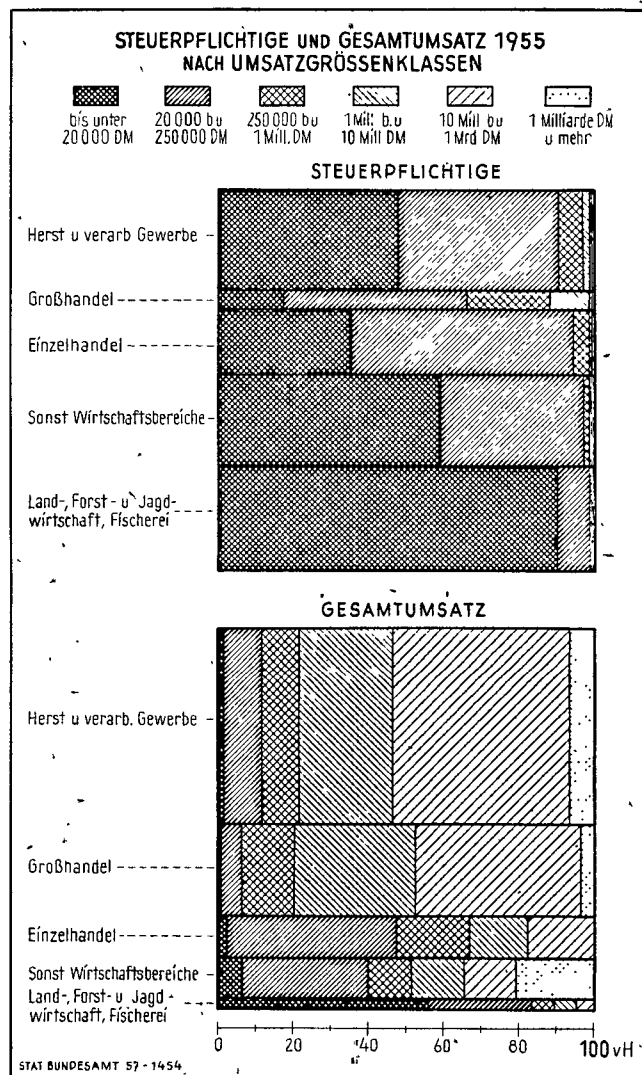 STEUERPFLICHTIGE UND GESAMTUMSATZ 1955
NACH UMSATZGRÖSSENKLASSEN
bis unter 20 000 DM
20 000 b u 250 000 DM
250 000 bu 1 Mill. DM
1 Mill b. u 10 Mill DM
10 Mill bu 1 Mrd DM
1 Milliarde DM u mehr
STEUERPFLICHTIGE
Herst u verarb Gewerbe
Großhandel
Einzelhandel
Sonst Wirtschaftsbereiche
Land-, Forst- u Jagd-
wirtschaft, Fischerei
GESAMTUMSATZ
Herst u verarb. Gewerbe
Großhandel
Einzelhandel
Sonst Wirtschaftsbereiche
Land-, Forst- u Jagd-
wirtschaft, Fischerei
0 20 40 60 80 100 vH
STAT BUNDESAMT 57 - 1454